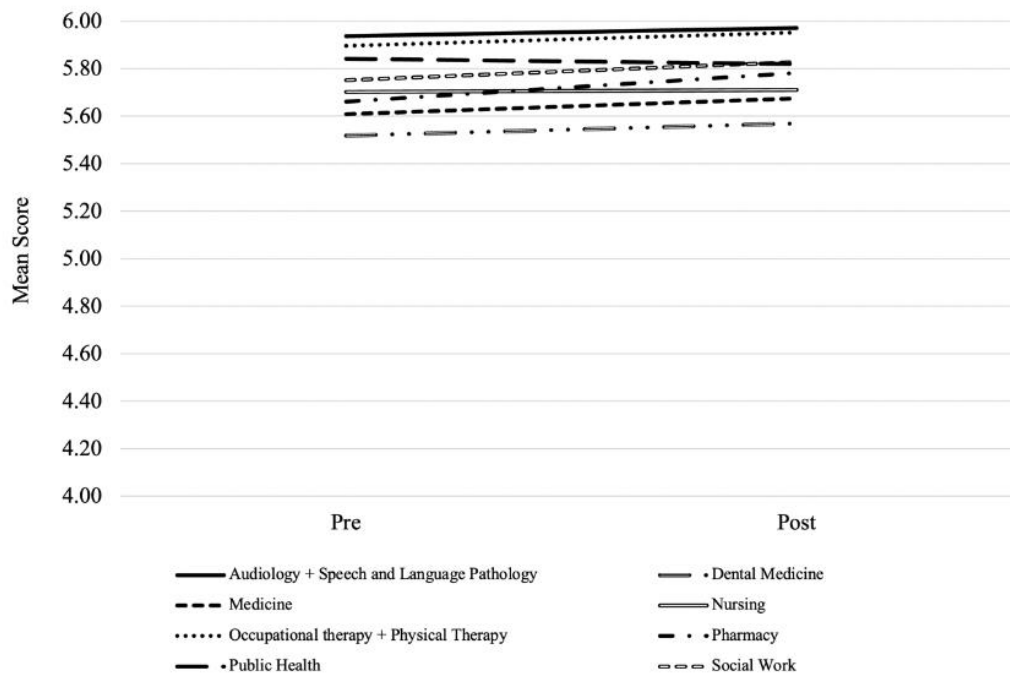 6.00
5.80
5.60
5.40
5.20
5.00
4.80
4.60
4.40
4.20
4.00
Mean Score
Pre Post
Audiology + Speech and Language Pathology Dental Medicine
Medicine Nursing
Occupational therapy + Physical Therapy Pharmacy
Public Health Social Work